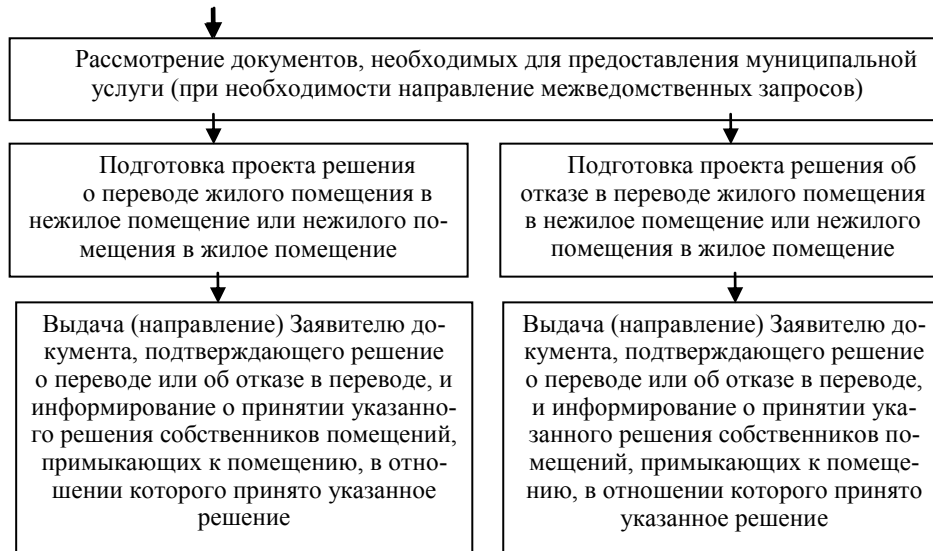 Рассмотрение документов, необходимых для предоставления муниципальной
услуги (при необходимости направление межведомственных запросов)
Подготовка проекта решения
о переводе жилого помещения в
нежилое помещение или нежилого по-
мещения в жилое помещение
Подготовка проекта решения об
отказе в переводе жилого помещения
в нежилое помещение или нежилого
помещения в жилое помещение
Выдача (направление) Заявителю до-
кумента, подтверждающего решение
о переводе или об отказе в переводе, и
информирование о принятии указанно-
го решения собственников помещений,
примыкающих к помещению, в отно-
шении которого принято указанное
решение
Выдача (направление) Заявителю до-
кумента, подтверждающего решение
о переводе или об отказе в переводе,
и информирование о принятии ука-
занного решения собственников по-
мещений, примыкающих к помеще-
нию, в отношении которого принято
указанное решение